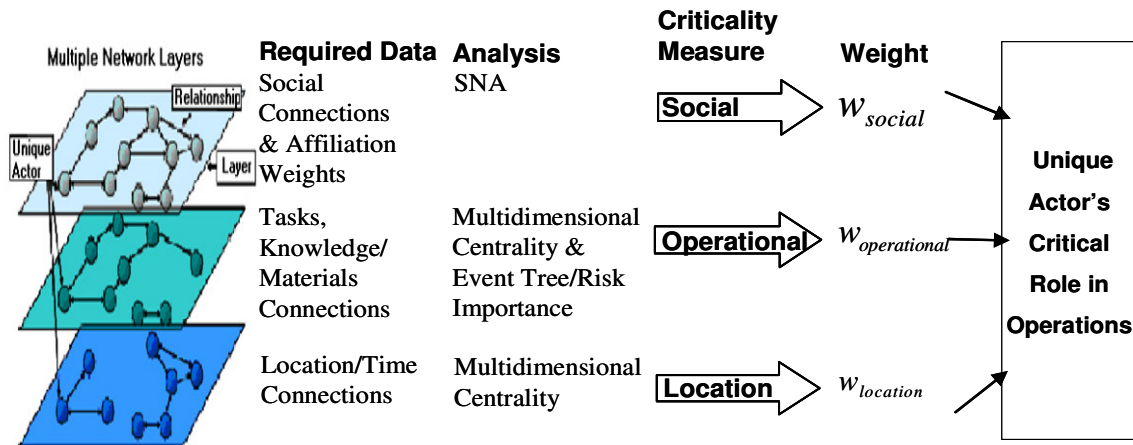 Multiple Network Layers
Relationship
Unique
Actor
Layer
Required Data
Social
Connections
& Affiliation
Weights
Tasks,
Knowledge/
Materials
Connections
Location/Time
Connections
Analysis
SNA
Multidimensional
Centrality &
Event Tree/Risk
Importance
Multidimensional
Centrality
Criticality
Measure
Social
Operational
Location
Weight
w_social
w_operational
w_location
Unique
Actor's
Critical
Role in
Operations